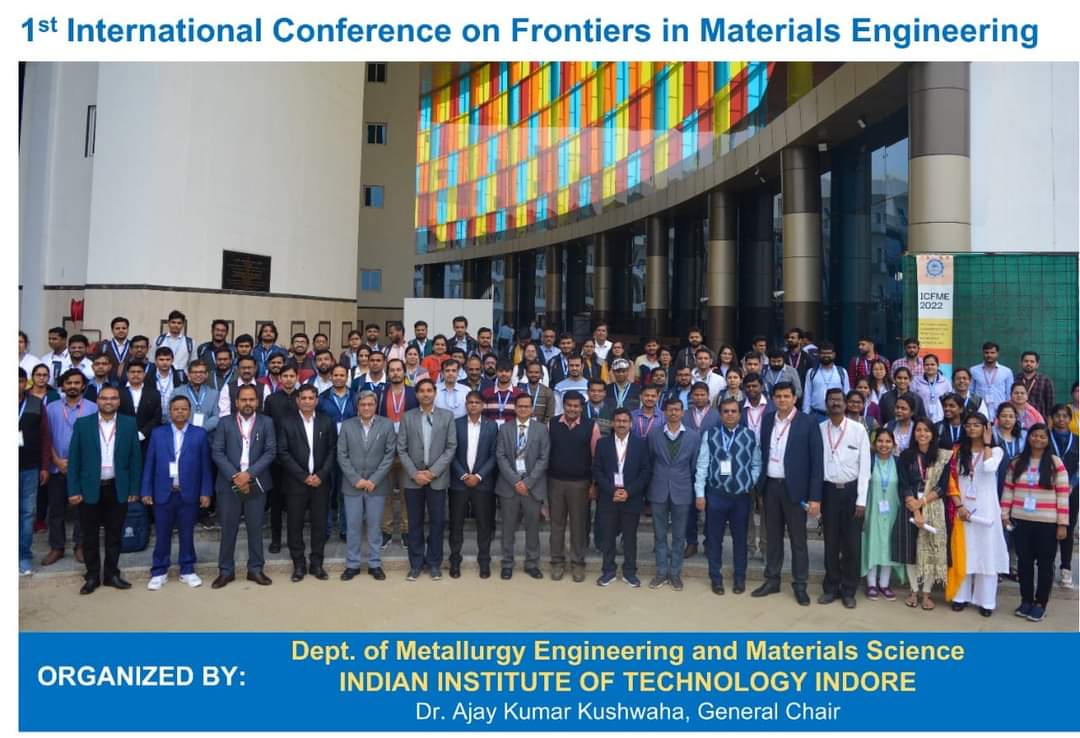 1st International Conference on Frontiers in Materials Engineering
ICFME
2022
ORGANIZED BY:
Dept. of Metallurgy Engineering and Materials Science
INDIAN INSTITUTE OF TECHNOLOGY INDORE
Dr. Ajay Kumar Kushwaha, General Chair